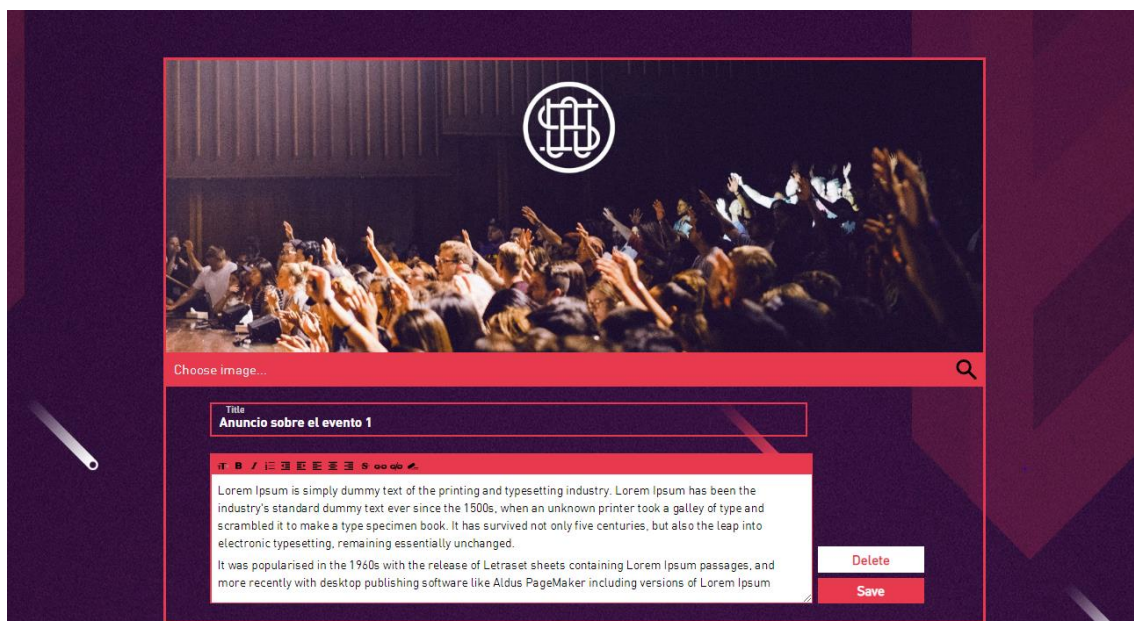 Choose image...
Title
Anuncio sobre el evento 1
Lorem Ipsum is simply dummy text of the printing and typesetting industry. Lorem Ipsum has been the
industry's standard dummy text ever since the 1500s, when an unknown printer took a galley of type and
scrambled it to make a type specimen book. It has survived not only five centuries, but also the leap into
electronic typesetting, remaining essentially unchanged.
It was popularised in the 1960s with the release of Letraset sheets containing Lorem Ipsum passages, and
more recently with desktop publishing software like Aldus PageMaker including versions of Lorem Ipsum
Delete
Save